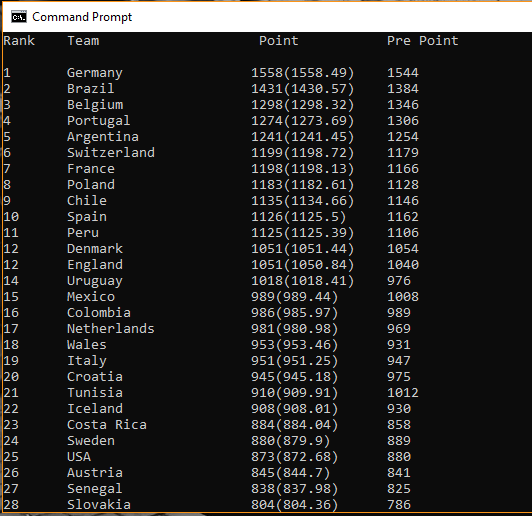 Command Prompt
Rank Team Point Pre Point
1 Germany 1558(1558.49) 1544
2 Brazil 1431(1430.57) 1384
3 Belgium 1298(1298.32) 1346
4 Portugal 1274(1273.69) 1306
5 Argentina 1241(1241.45) 1254
6 Switzerland 1199(1198.72) 1179
7 France 1198(1198.13) 1166
8 Poland 1183(1182.61) 1128
9 Chile 1135(1134.66) 1146
10 Spain 1126(1125.5) 1162
11 Peru 1125(1125.39) 1106
12 Denmark 1051(1051.44) 1054
12 England 1051(1050.84) 1040
14 Uruguay 1018(1018.41) 976
15 Mexico 989(989.44) 1008
16 Colombia 986(985.97) 989
17 Netherlands 981(980.98) 969
18 Wales 953(953.46) 931
19 Italy 951(951.25) 947
20 Croatia 945(945.18) 975
21 Tunisia 910(909.91) 1012
22 Iceland 908(908.01) 930
23 Costa Rica 884(884.04) 858
24 Sweden 880(879.9) 889
25 USA 873(872.68) 880
26 Austria 845(844.7) 841
27 Senegal 838(837.98) 825
28 Slovakia 804(804.36) 786